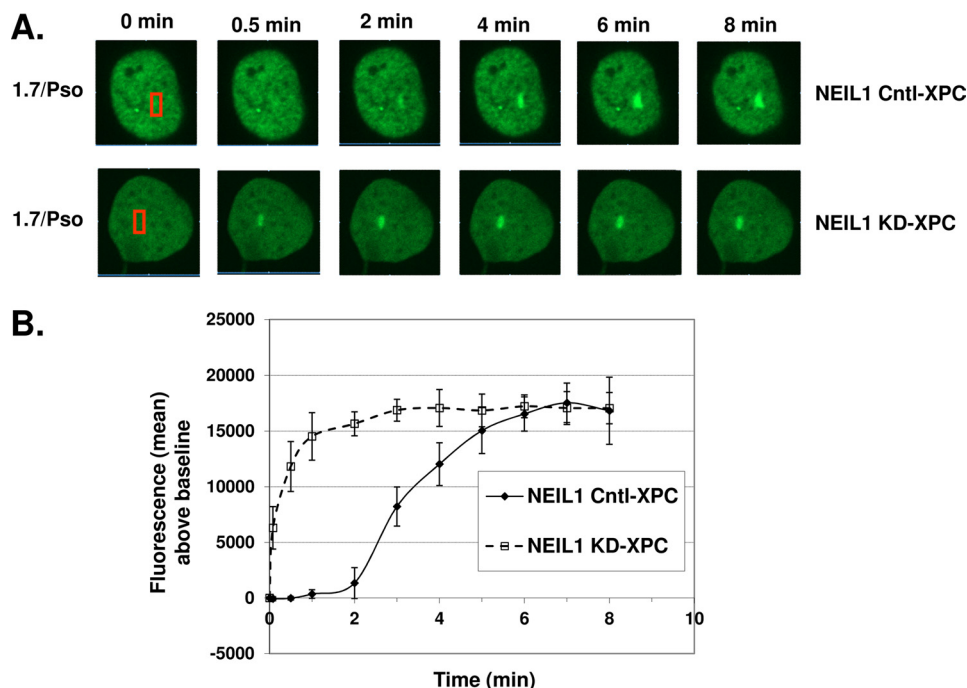 A.
0 min 0.5 min 2 min 4 min 6 min 8 min
1.7/Pso NEIL1 Cntl-XPC
1.7/Pso NEIL1 KD-XPC
B.
25000
20000
15000
10000
5000
0
-5000
Fluorescence (mean)
above baseline
NEIL1 Cntl-XPC
NEIL1 KD-XPC
0 2 4 6 8 10
Time (min)